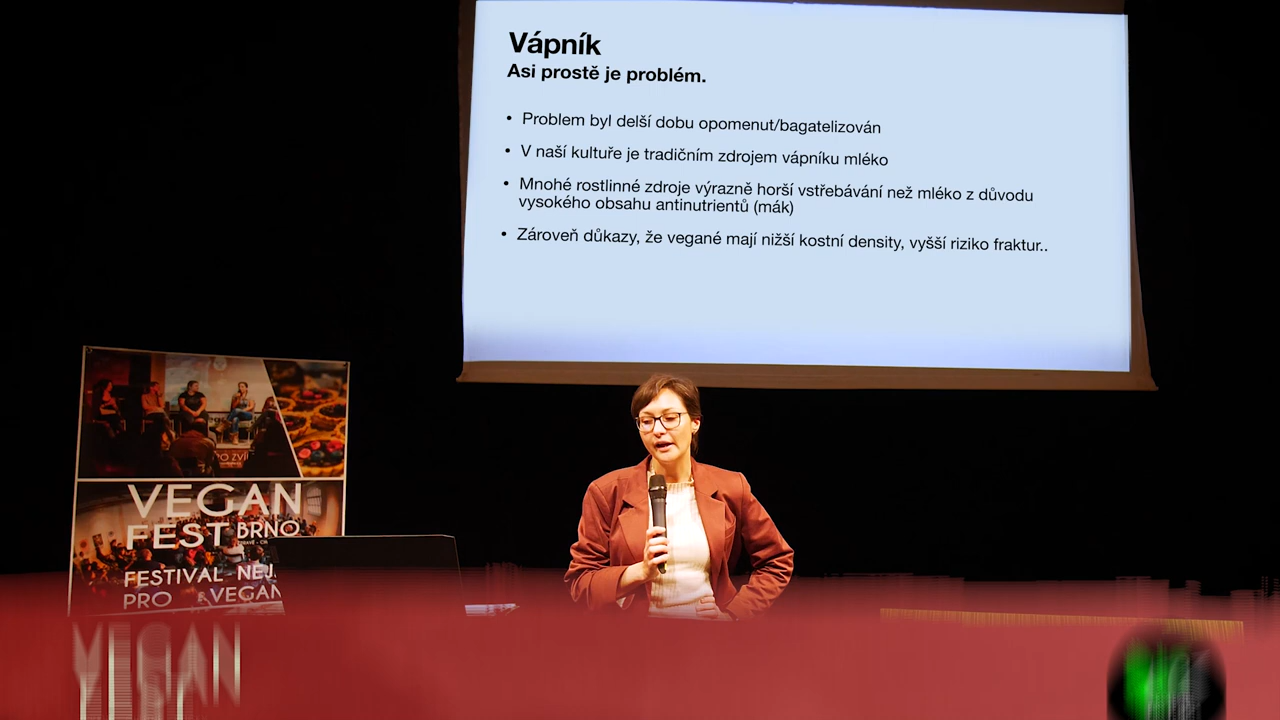 Vápník
Asi prostě je problém.
• Problem byl delší dobu opomenut/bagatelizován
• V naší kultuře je tradičním zdrojem vápníku mléko
• Mnohé rostlinné zdroje výrazně horší vstřebávání než mléko z důvodu
vysokého obsahu antinutrientů (mák)
• Zároveň důkazy, že vegané mají nižší kostní density, vyšší riziko fraktur..
VEGAN
FEST BRNO
FESTIVAL NEJ
PRO VEGAN
VEGAN